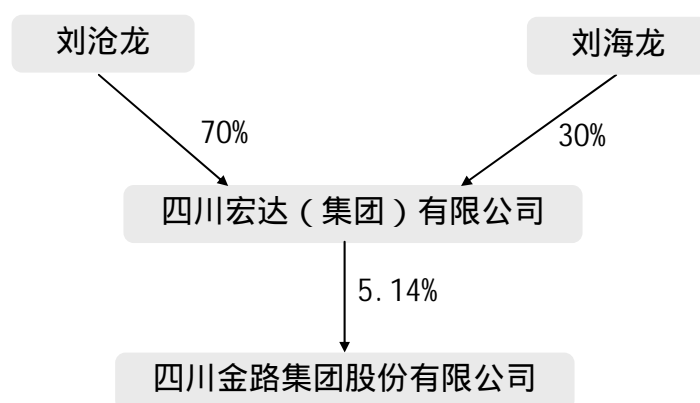 刘沧龙
刘海龙
70%
30%
四川宏达（集团）有限公司
5.14%
四川金路集团股份有限公司